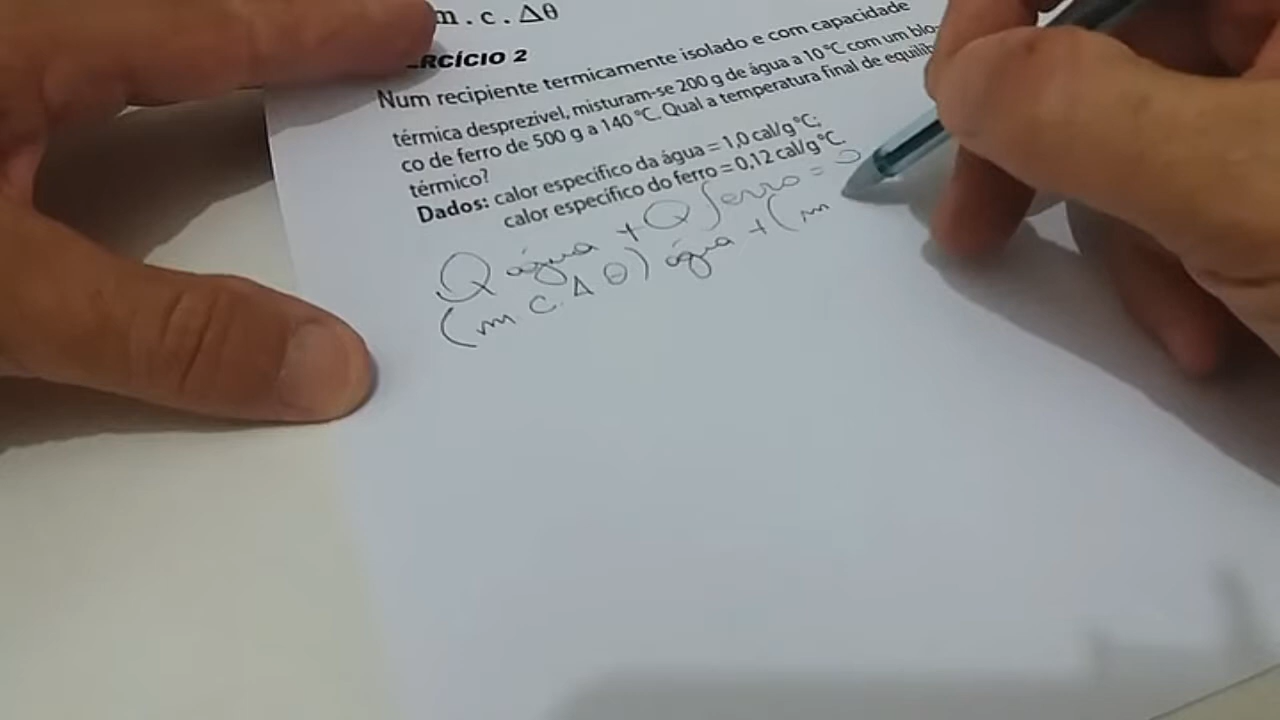 m . c . Δθ
RCÍCIO 2
Num recipiente termicamente isolado e com capacidade
térmica desprezível, misturam-se 200 g de água a 10 °C com um blo-
co de ferro de 500 g a 140 °C. Qual a temperatura final de equilíb
térmico?
Dados: calor específico da água = 1,0 cal/g°C;
calor específico do ferro = 0,12 cal/g°C.
Q água + Q ferro = 0
(m c. Δ θ) água + (m